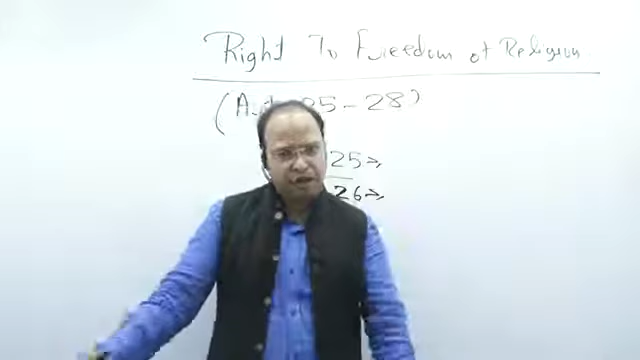 Right To Freedom of Religion
25 - 28)
25 →
26 →